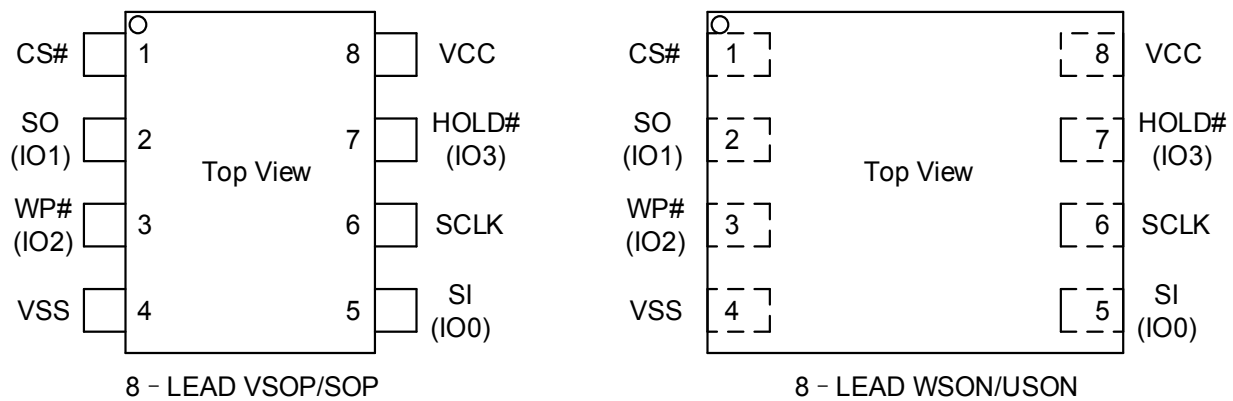 CS#
1
8
VCC
SO
(IO1)
2
7
HOLD#
(IO3)
Top View
WP#
(IO2)
3
6
SCLK
VSS
4
5
SI
(IO0)
8 – LEAD VSOP/SOP
CS#
1
8
VCC
SO
(IO1)
2
7
HOLD#
(IO3)
Top View
WP#
(IO2)
3
6
SCLK
VSS
4
5
SI
(IO0)
8 – LEAD WSON/USON